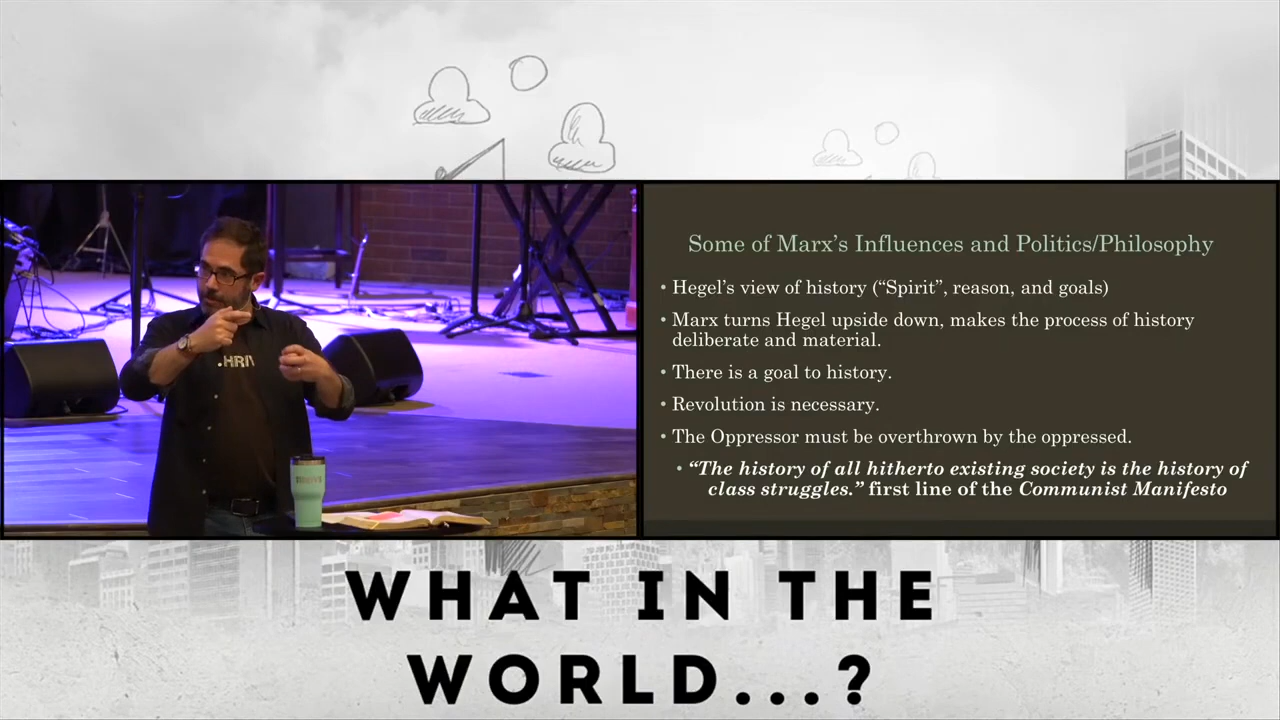 Some of Marx's Influences and Politics/Philosophy
• Hegel's view of history (“Spirit”, reason, and goals)
• Marx turns Hegel upside down, makes the process of history
deliberate and material.
• There is a goal to history.
• Revolution is necessary.
• The Oppressor must be overthrown by the oppressed.
• “The history of all hitherto existing society is the history of
class struggles.” first line of the Communist Manifesto
WHAT IN THE
WORLD...?